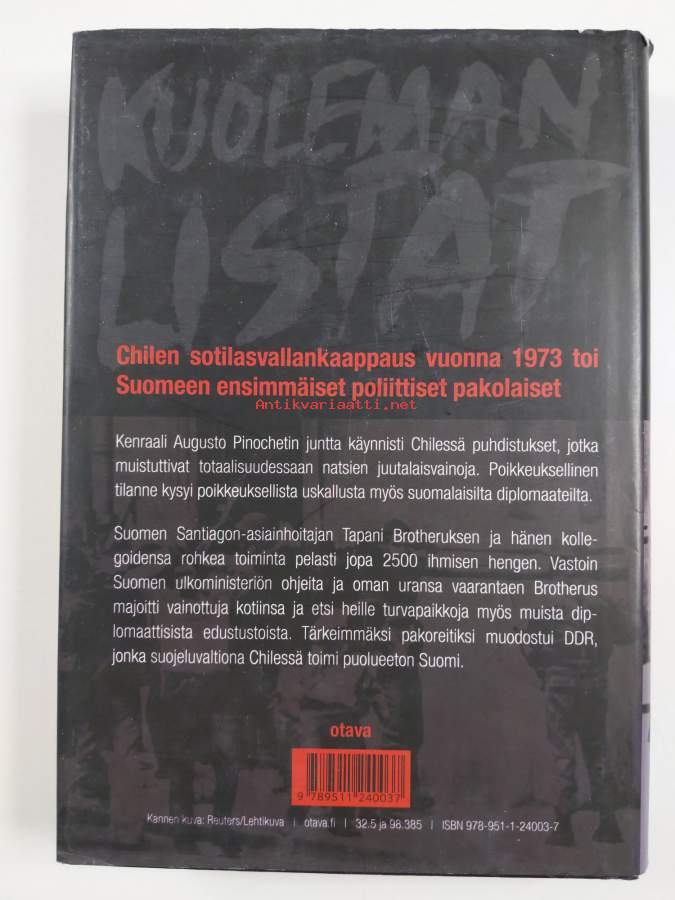 KUOLEMAN
LISTAT
Chilen sotilasvallankaappaus vuonna 1973 toi
Suomeen ensimmäiset poliittiset pakolaiset
Antikvariaatti.net
Kenraali Augusto Pinochetin juntta käynnisti Chilessä puhdistukset, jotka
muistuttivat totaalisuudessaan natsien juutalaisvainoja. Poikkeuksellinen
tilanne kysyi poikkeuksellista uskallusta myös suomalaisilta diplomaateilta.
Suomen Santiagon-asiainhoitajan Tapani Brotheruksen ja hänen kolle-
goidensa rohkea toiminta pelasti jopa 2500 ihmisen hengen. Vastoin
Suomen ulkoministeriön ohjeita ja oman uransa vaarantaen Brotherus
majoitti vainottuja kotiinsa ja etsi heille turvapaikkoja myös muista dip-
lomaattisista edustustoista. Tärkeimmäksi pakoreitiksi muodostui DDR,
jonka suojeluvaltiona Chilessä toimi puolueeton Suomi.
otava
9 789511 240037
Kannen kuva: Reuters/Lehtikuva | otava.fi | 32.5 ja 98.385 | ISBN 978-951-1-24003-7